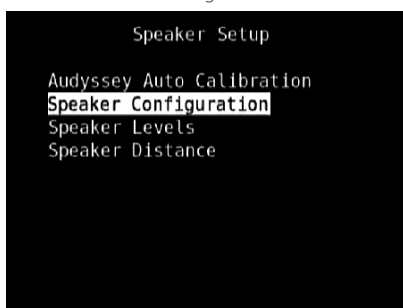 Speaker Setup
Audyssey Auto Calibration
Speaker Configuration
Speaker Levels
Speaker Distance